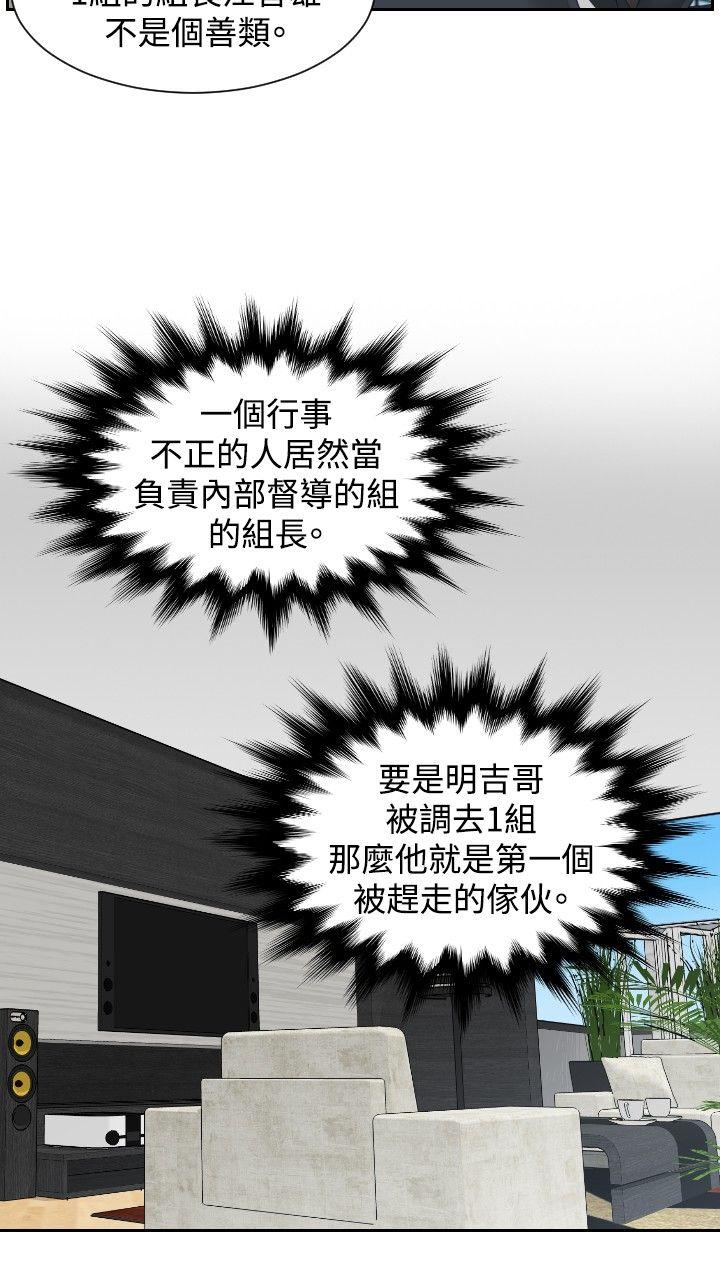 不是個善類。
一個行事
不正的人居然當
負責內部督導的組
的組長。
要是明吉哥
被調去1組
那麼他就是第一個
被趕走的傢伙。